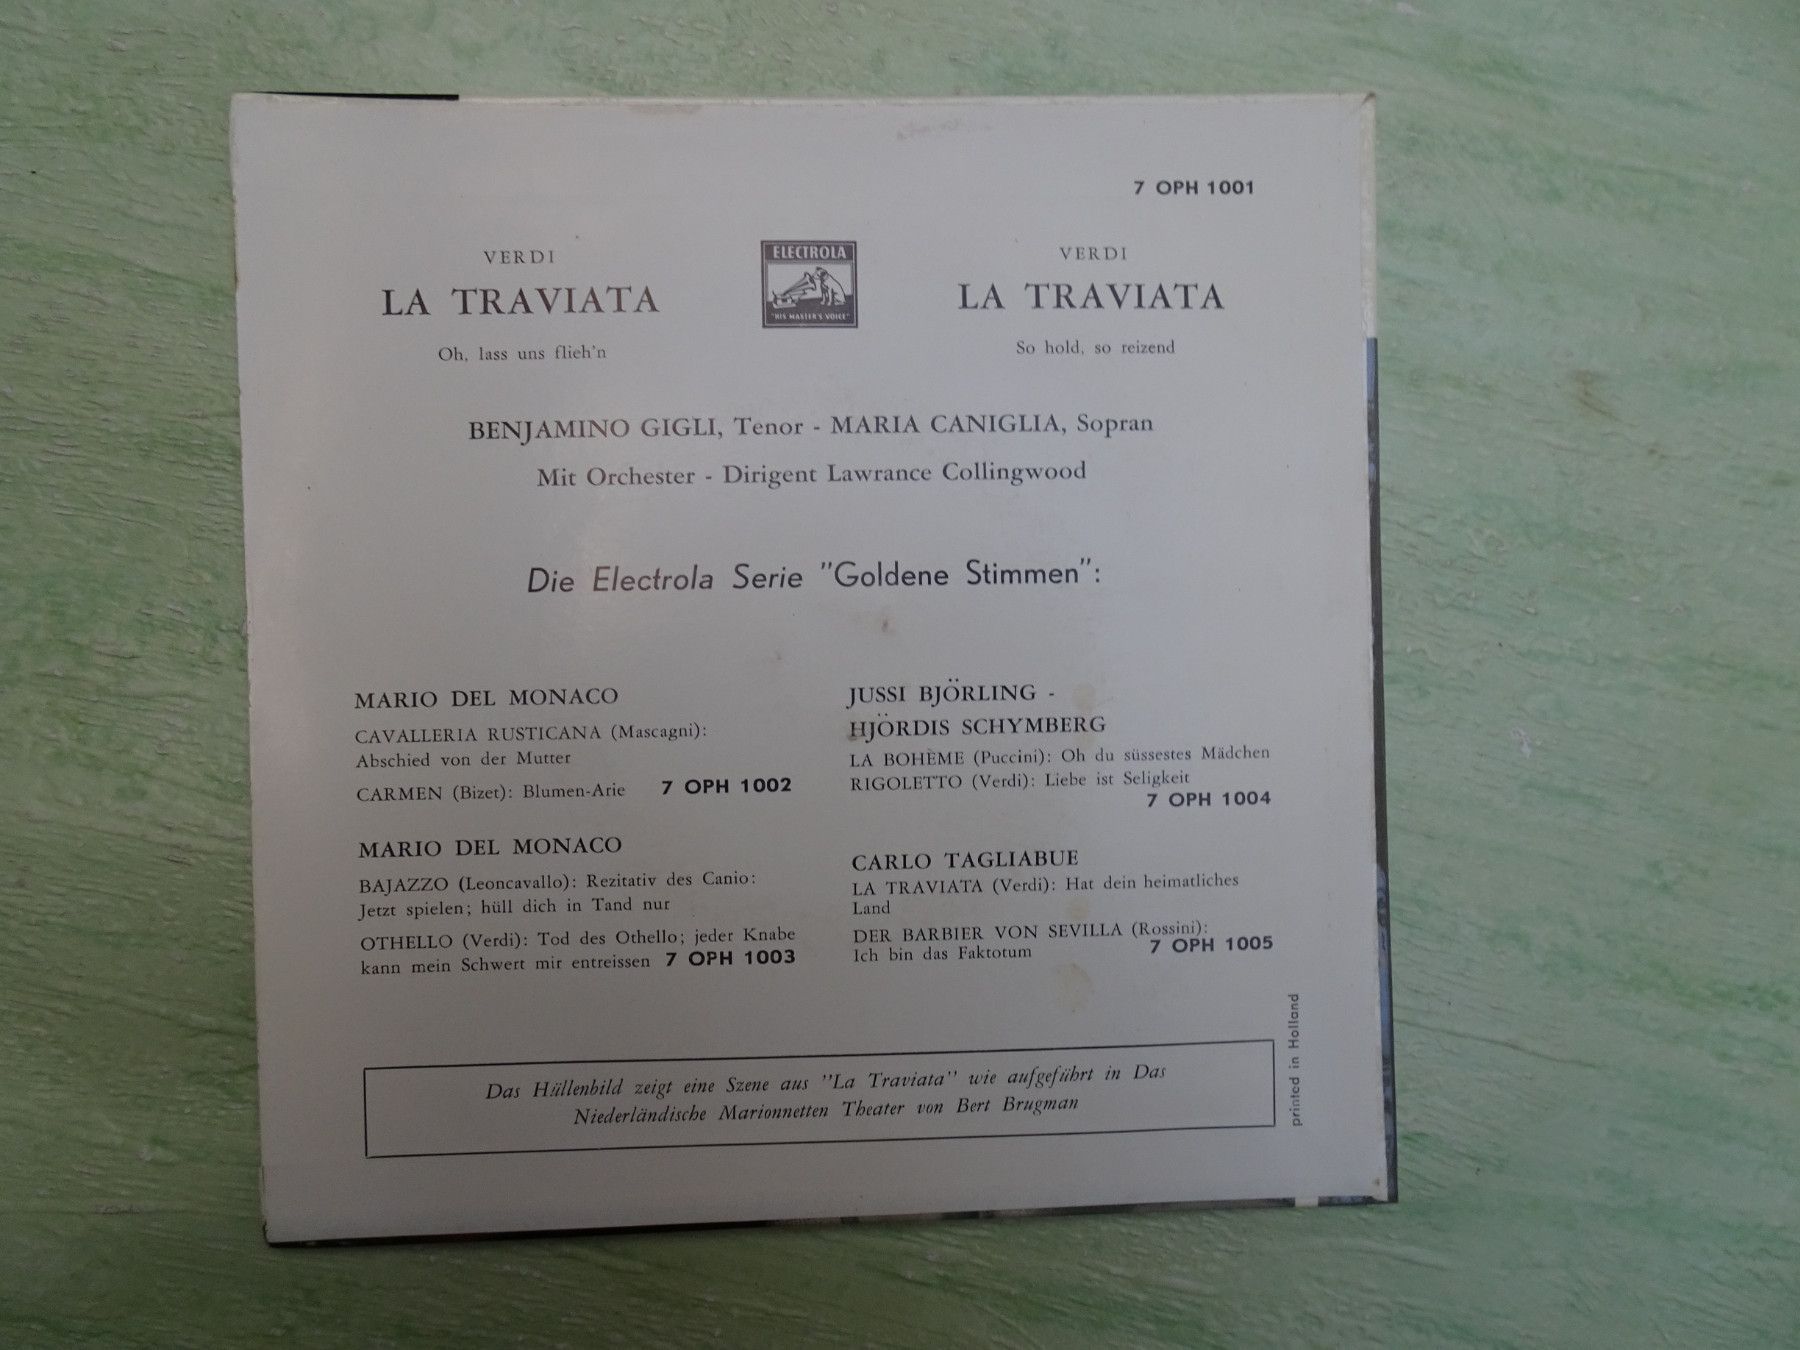 7 OPH 1001
VERDI
LA TRAVIATA
Oh, lass uns flieh'n
ELECTROLA
"HIS MASTER'S VOICE"
VERDI
LA TRAVIATA
So hold, so reizend
BENJAMINO GIGLI, Tenor - MARIA CANIGLIA, Sopran
Mit Orchester - Dirigent Lawrance Collingwood
Die Electrola Serie "Goldene Stimmen":
MARIO DEL MONACO
CAVALLERIA RUSTICANA (Mascagni):
Abschied von der Mutter
CARMEN (Bizet): Blumen-Arie 7 OPH 1002
MARIO DEL MONACO
BAJAZZO (Leoncavallo): Rezitativ des Canio:
Jetzt spielen; hüll dich in Tand nur
OTHELLO (Verdi): Tod des Othello; jeder Knabe
kann mein Schwert mir entreissen 7 OPH 1003
JUSSI BJÖRLING -
HJÖRDIS SCHYMBERG
LA BOHÈME (Puccini): Oh du süssestes Mädchen
RIGOLETTO (Verdi): Liebe ist Seligkeit
7 OPH 1004
CARLO TAGLIABUE
LA TRAVIATA (Verdi): Hat dein heimatliches
Land
DER BARBIER VON SEVILLA (Rossini):
Ich bin das Faktotum 7 OPH 1005
Das Hüllenbild zeigt eine Szene aus "La Traviata" wie aufgeführt in Das
Niederländische Marionnetten Theater von Bert Brugman
printed in Holland